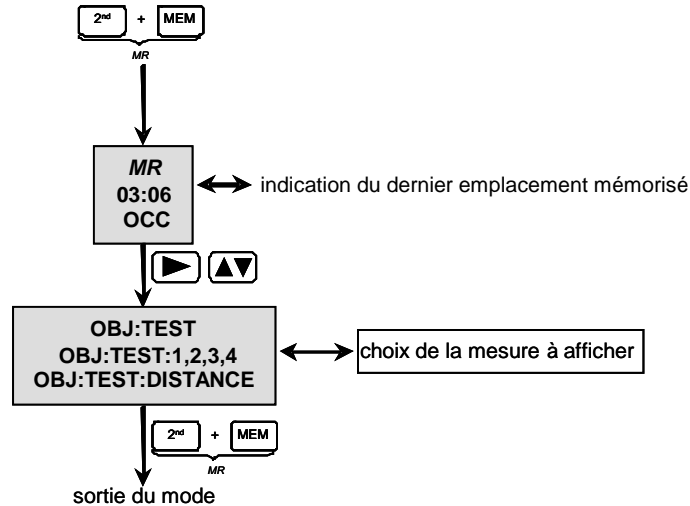 2nd + MEM
MR
MR
03:06
OCC
indication du dernier emplacement mémorisé
OBJ:TEST
OBJ:TEST:1,2,3,4
OBJ:TEST:DISTANCE
choix de la mesure à afficher
2nd + MEM
MR
sortie du mode